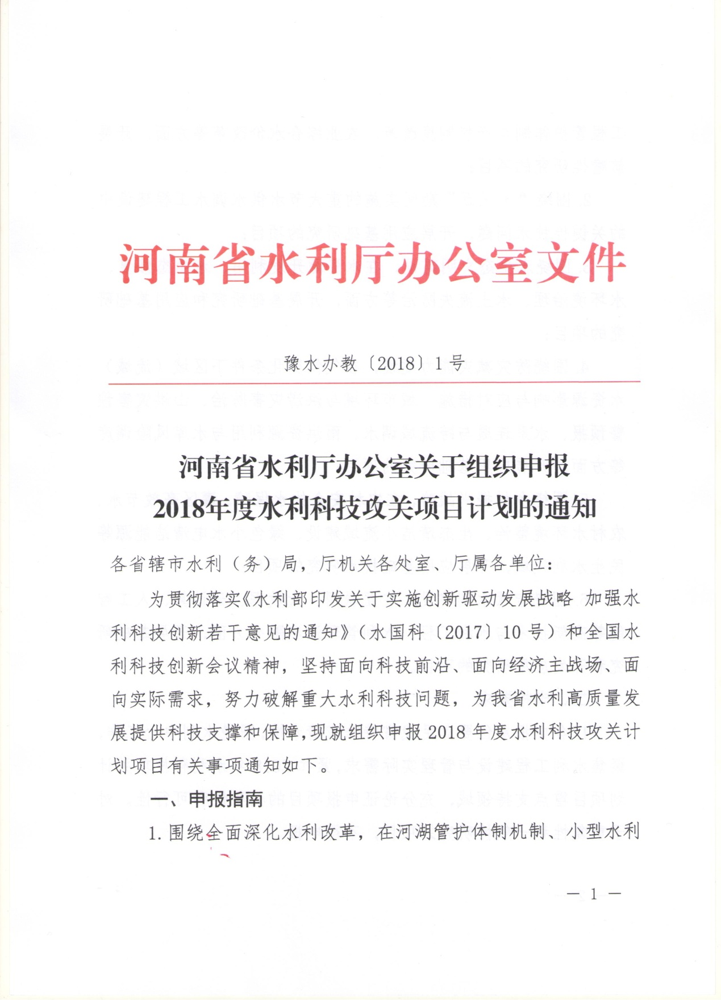 河南省水利厅办公室文件
豫水办教〔2018〕1号
河南省水利厅办公室关于组织申报
2018年度水利科技攻关项目计划的通知
各省辖市水利（务）局，厅机关各处室、厅属各单位：
为贯彻落实《水利部印发关于实施创新驱动发展战略 加强水
利科技创新若干意见的通知》（水国科〔2017〕10号）和全国水
利科技创新会议精神，坚持面向科技前沿、面向经济主战场、面
向实际需求，努力破解重大水利科技问题，为我省水利高质量发
展提供科技支撑和保障，现就组织申报2018年度水利科技攻关计
划项目有关事项通知如下。
一、申报指南
1. 围绕全面深化水利改革，在河湖管护体制机制、小型水利
— 1 —